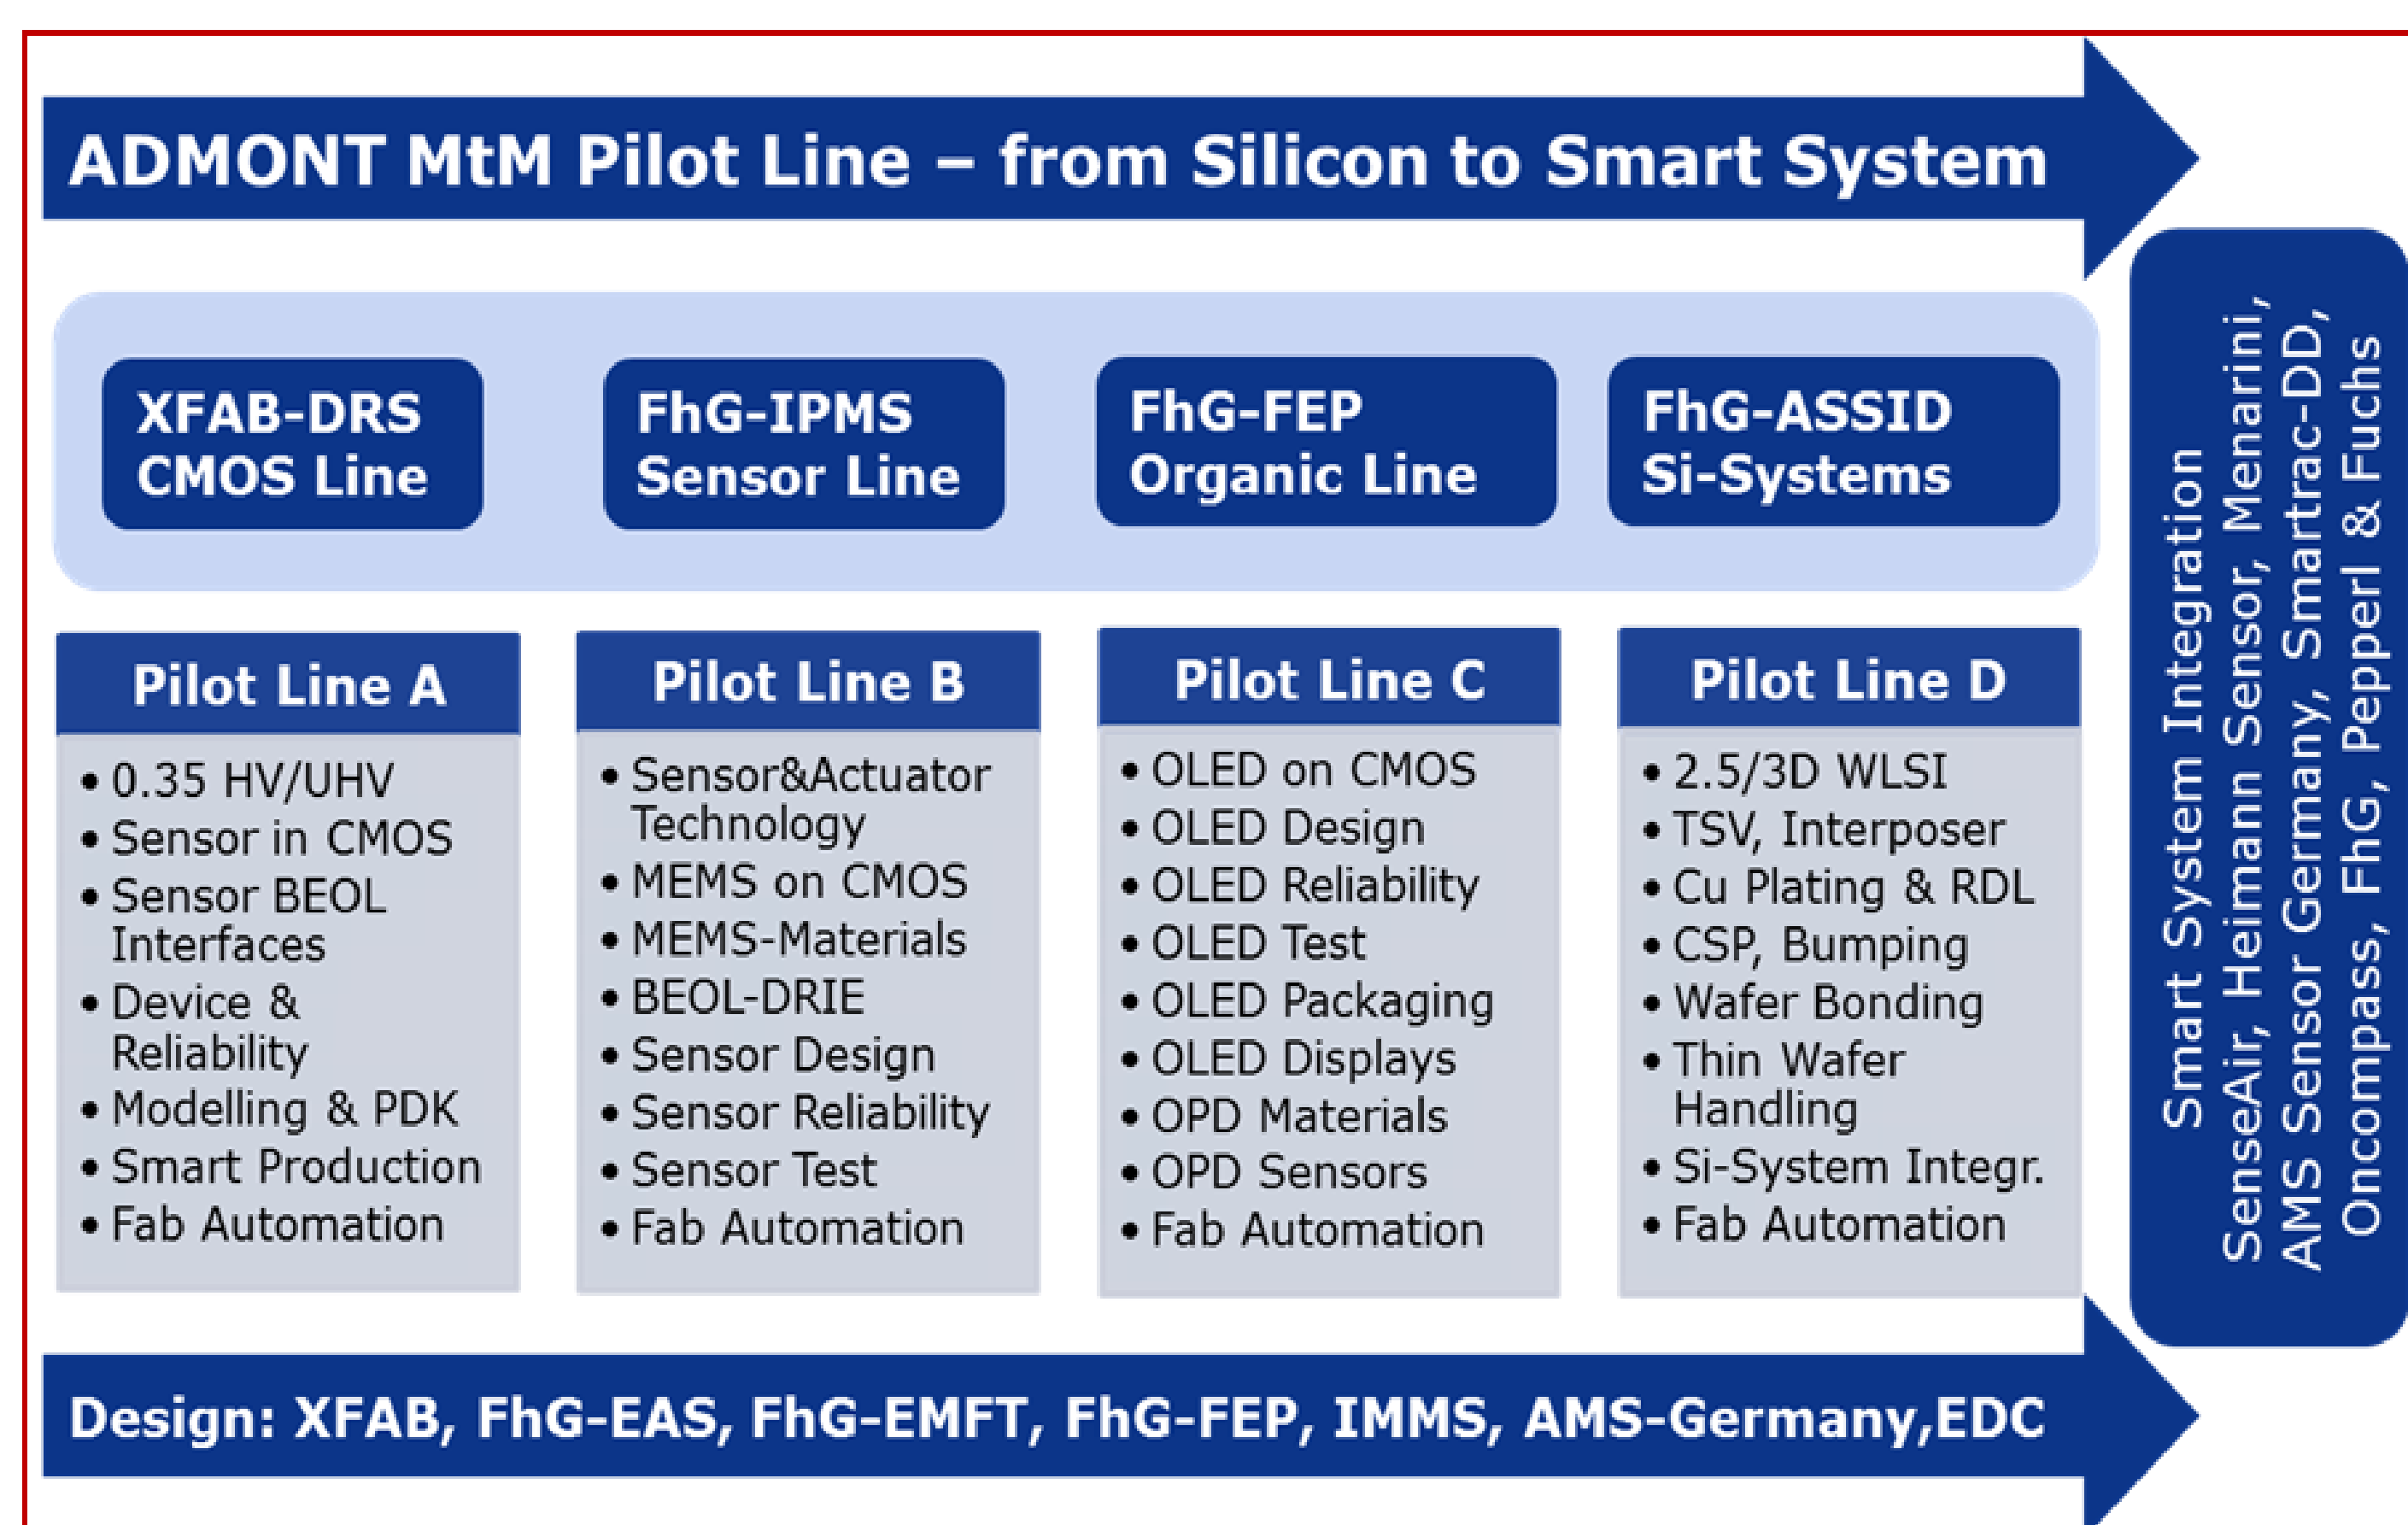 ADMONT MtM Pilot Line – from Silicon to Smart System
XFAB-DRS
CMOS Line
FhG-IPMS
Sensor Line
FhG-FEP
Organic Line
FhG-ASSID
Si-Systems
Pilot Line A
• 0.35 HV/UHV
• Sensor in CMOS
• Sensor BEOL
Interfaces
• Device &
Reliability
• Modelling & PDK
• Smart Production
• Fab Automation
Pilot Line B
• Sensor&Actuator
Technology
• MEMS on CMOS
• MEMS-Materials
• BEOL-DRIE
• Sensor Design
• Sensor Reliability
• Sensor Test
• Fab Automation
Pilot Line C
• OLED on CMOS
• OLED Design
• OLED Reliability
• OLED Test
• OLED Packaging
• OLED Displays
• OPD Materials
• OPD Sensors
• Fab Automation
Pilot Line D
• 2.5/3D WLSI
• TSV, Interposer
• Cu Plating & RDL
• CSP, Bumping
• Wafer Bonding
• Thin Wafer
Handling
• Si-System Integr.
• Fab Automation
Smart System Integration
SenseAir, Heimann Sensor, Menarini,
AMS Sensor Germany, Smartrac-DD,
Oncompass, FhG, Pepperl & Fuchs
Design: XFAB, FhG-EAS, FhG-EMFT, FhG-FEP, IMMS, AMS-Germany,EDC